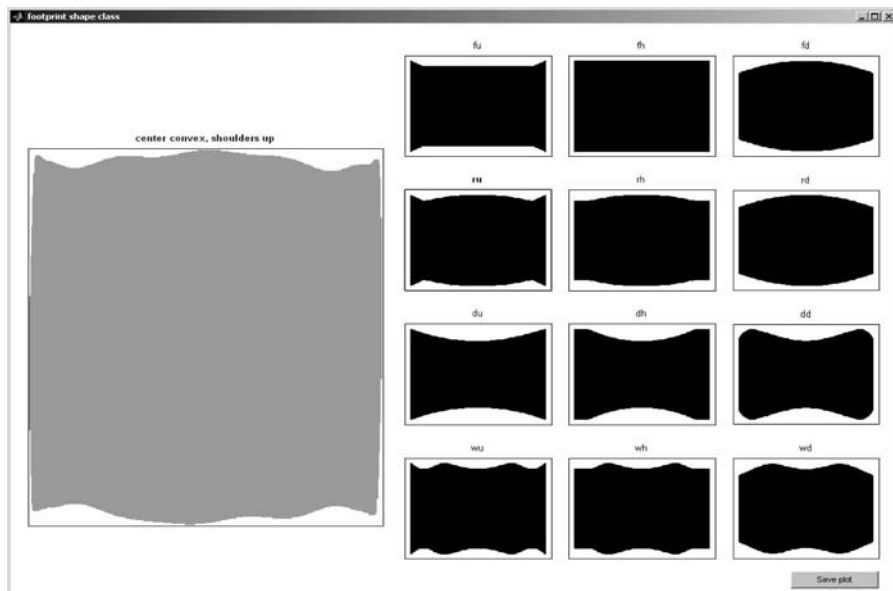 footprint shape class
center convex, shoulders up
fu fh fd
ru rh rd
du dh dd
wu wh wd
Save plot